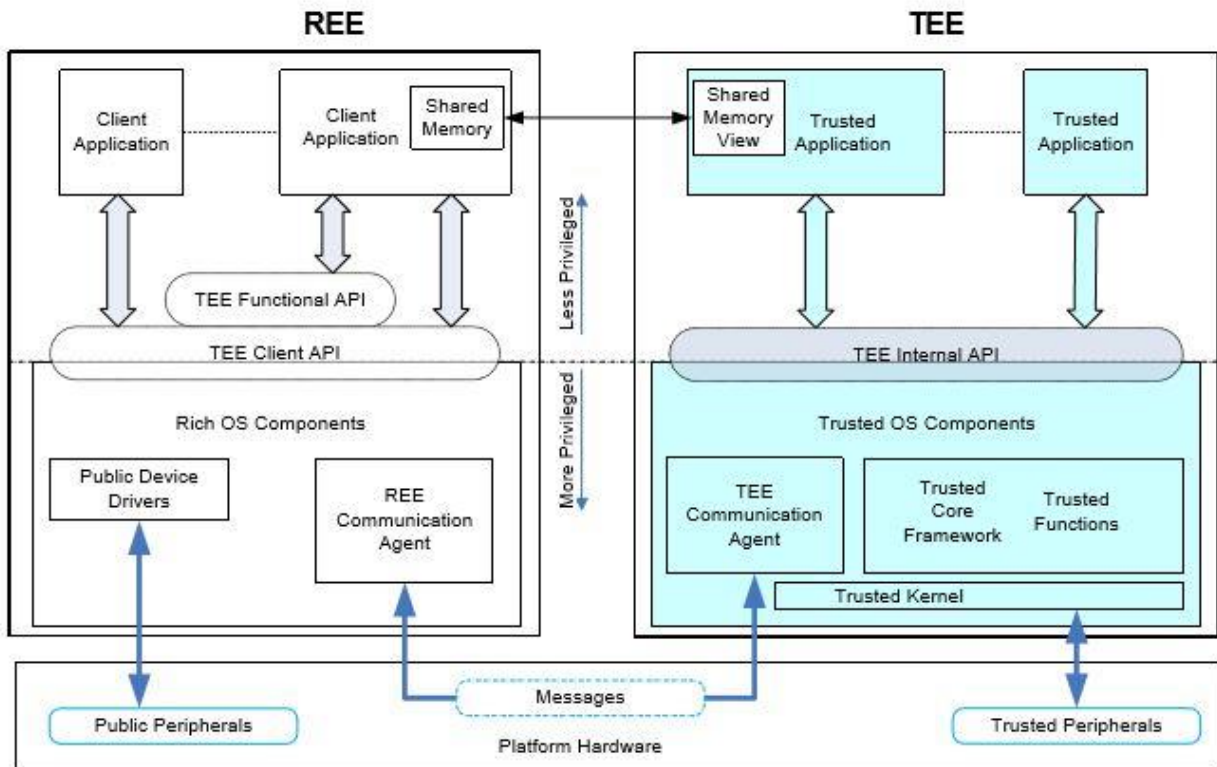 REE
TEE
Client
Application
Client
Application
Shared
Memory
Shared
Memory
View
Trusted
Application
Trusted
Application
Less Privileged
TEE Functional API
TEE Client API
TEE Internal API
More Privileged
Rich OS Components
Public Device
Drivers
REE
Communication
Agent
Trusted OS Components
TEE
Communication
Agent
Trusted
Core
Framework
Trusted
Functions
Trusted Kernel
Messages
Public Peripherals
Trusted Peripherals
Platform Hardware